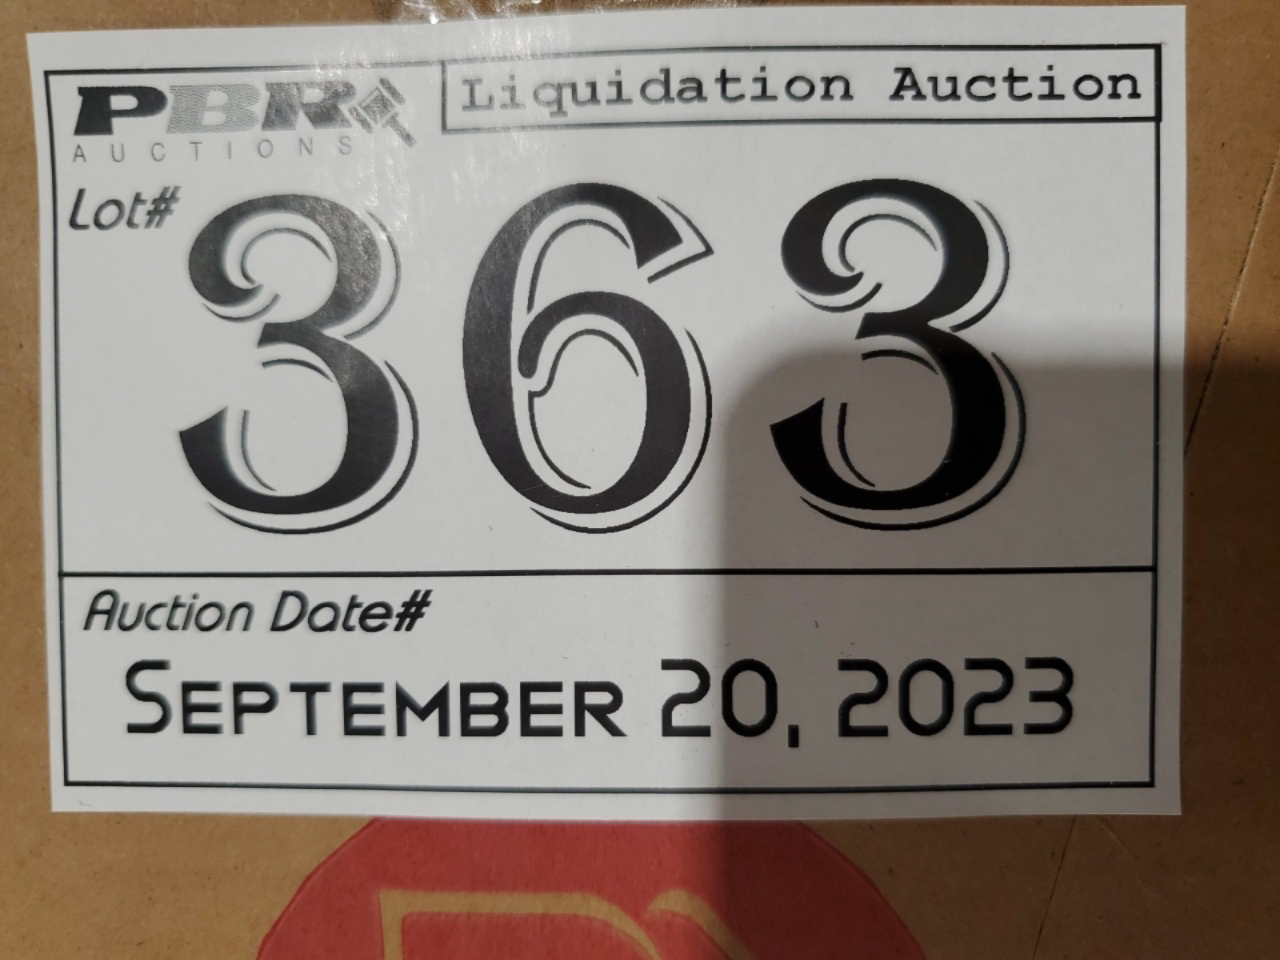 PBR
AUCTIONS
Liquidation Auction
Lot#
363
Auction Date#
SEPTEMBER 20, 2023